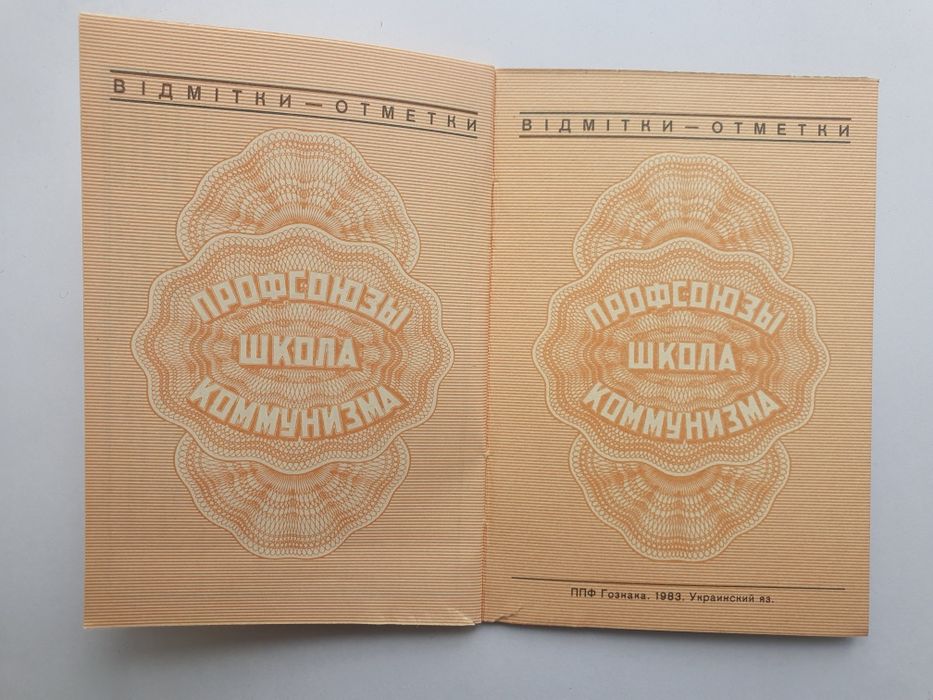 ВІДМІТКИ — ОТМЕТКИ
ПРОФСОЮЗЫ
ШКОЛА
КОММУНИЗМА
ВІДМІТКИ — ОТМЕТКИ
ПРОФСОЮЗЫ
ШКОЛА
КОММУНИЗМА
ППФ Гознака. 1983. Украинский яз.